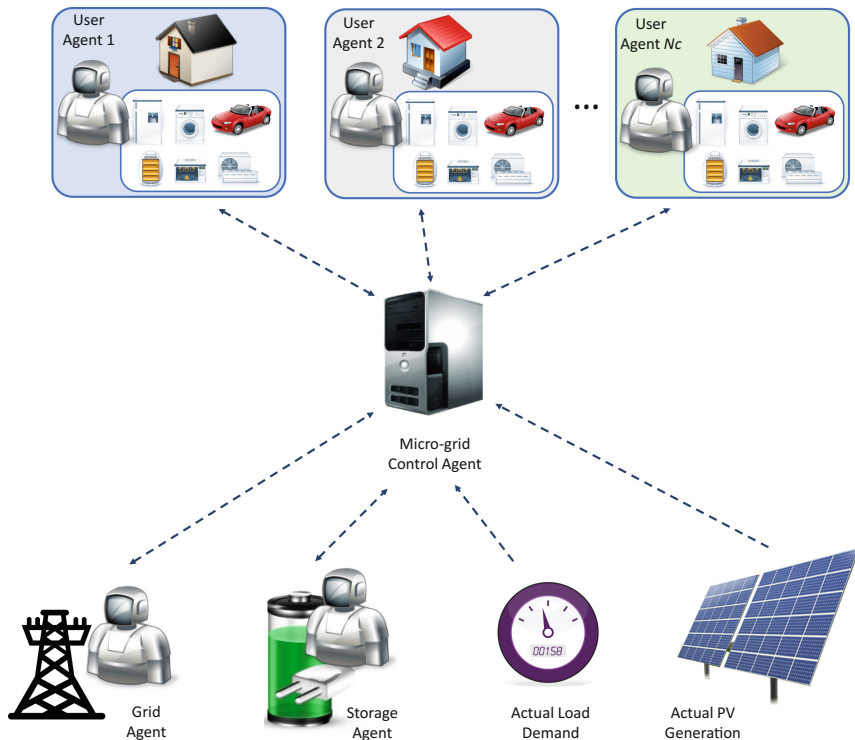 User
Agent 1
User
Agent 2
User
Agent Nc
...
Micro-grid
Control Agent
00158
Grid
Agent
Storage
Agent
Actual Load
Demand
Actual PV
Generation